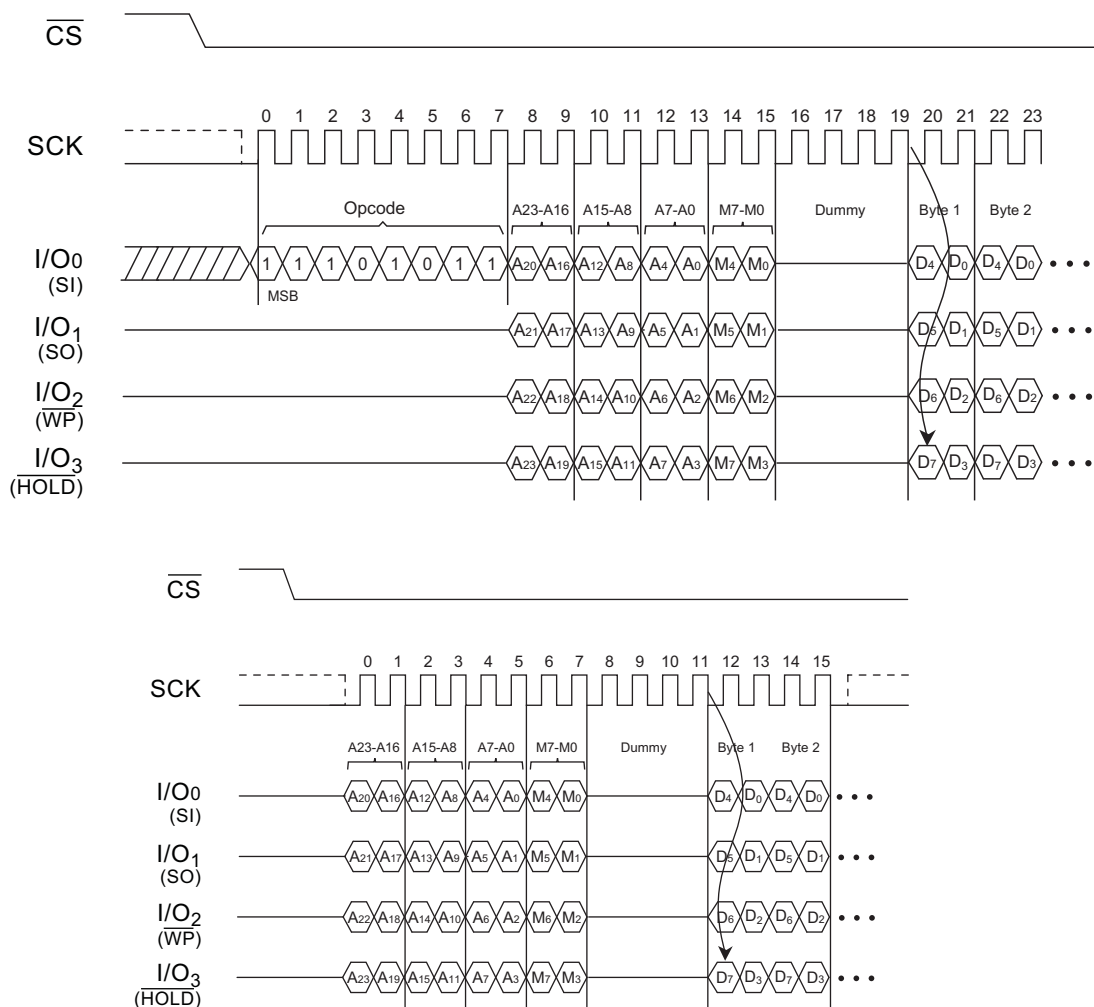 CS
0 1 2 3 4 5 6 7 8 9 10 11 12 13 14 15 16 17 18 19 20 21 22 23
SCK
Opcode A23-A16 A15-A8 A7-A0 M7-M0 Dummy Byte 1 Byte 2
I/O0 1 1 1 0 1 0 1 1 A20 A16 A12 A8 A4 A0 M4 M0 D4 D0 D4 D0 • • •
(SI) MSB
I/O1 A21 A17 A13 A9 A5 A1 M5 M1 D5 D1 D5 D1 • • •
(SO)
I/O2 A22 A18 A14 A10 A6 A2 M6 M2 D6 D2 D6 D2 • • •
(WP)
I/O3 A23 A19 A15 A11 A7 A3 M7 M3 D7 D3 D7 D3 • • •
(HOLD)
CS
0 1 2 3 4 5 6 7 8 9 10 11 12 13 14 15
SCK
A23-A16 A15-A8 A7-A0 M7-M0 Dummy Byte 1 Byte 2
I/O0 A20 A16 A12 A8 A4 A0 M4 M0 D4 D0 D4 D0 • • •
(SI)
I/O1 A21 A17 A13 A9 A5 A1 M5 M1 D5 D1 D5 D1 • • •
(SO)
I/O2 A22 A18 A14 A10 A6 A2 M6 M2 D6 D2 D6 D2 • • •
(WP)
I/O3 A23 A19 A15 A11 A7 A3 M7 M3 D7 D3 D7 D3 • • •
(HOLD)